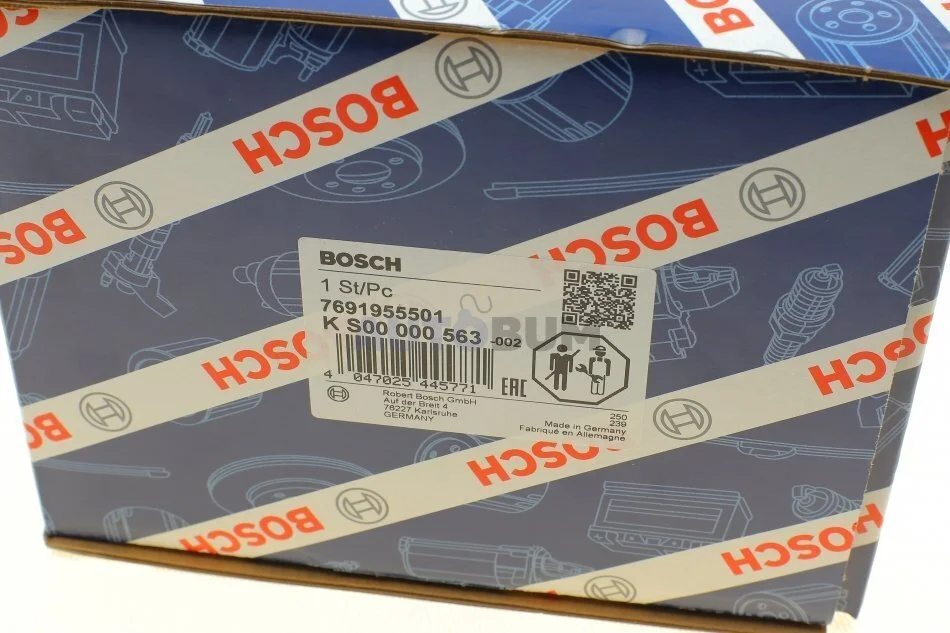 BOSCH
BOSCH
BOSCH
BOSCH
BOSCH
BOSCH
1 St/Pc
7691955501
K S00 000 563 -002
4 047025 445771
EAC
Robert Bosch GmbH
Auf der Breit 4
76227 Karlsruhe
GERMANY
250
239
Made in Germany
Fabriqué en Allemagne
BOSCH
BOSCH
BOSCH
BOSCH
BOSCH
BOSCH